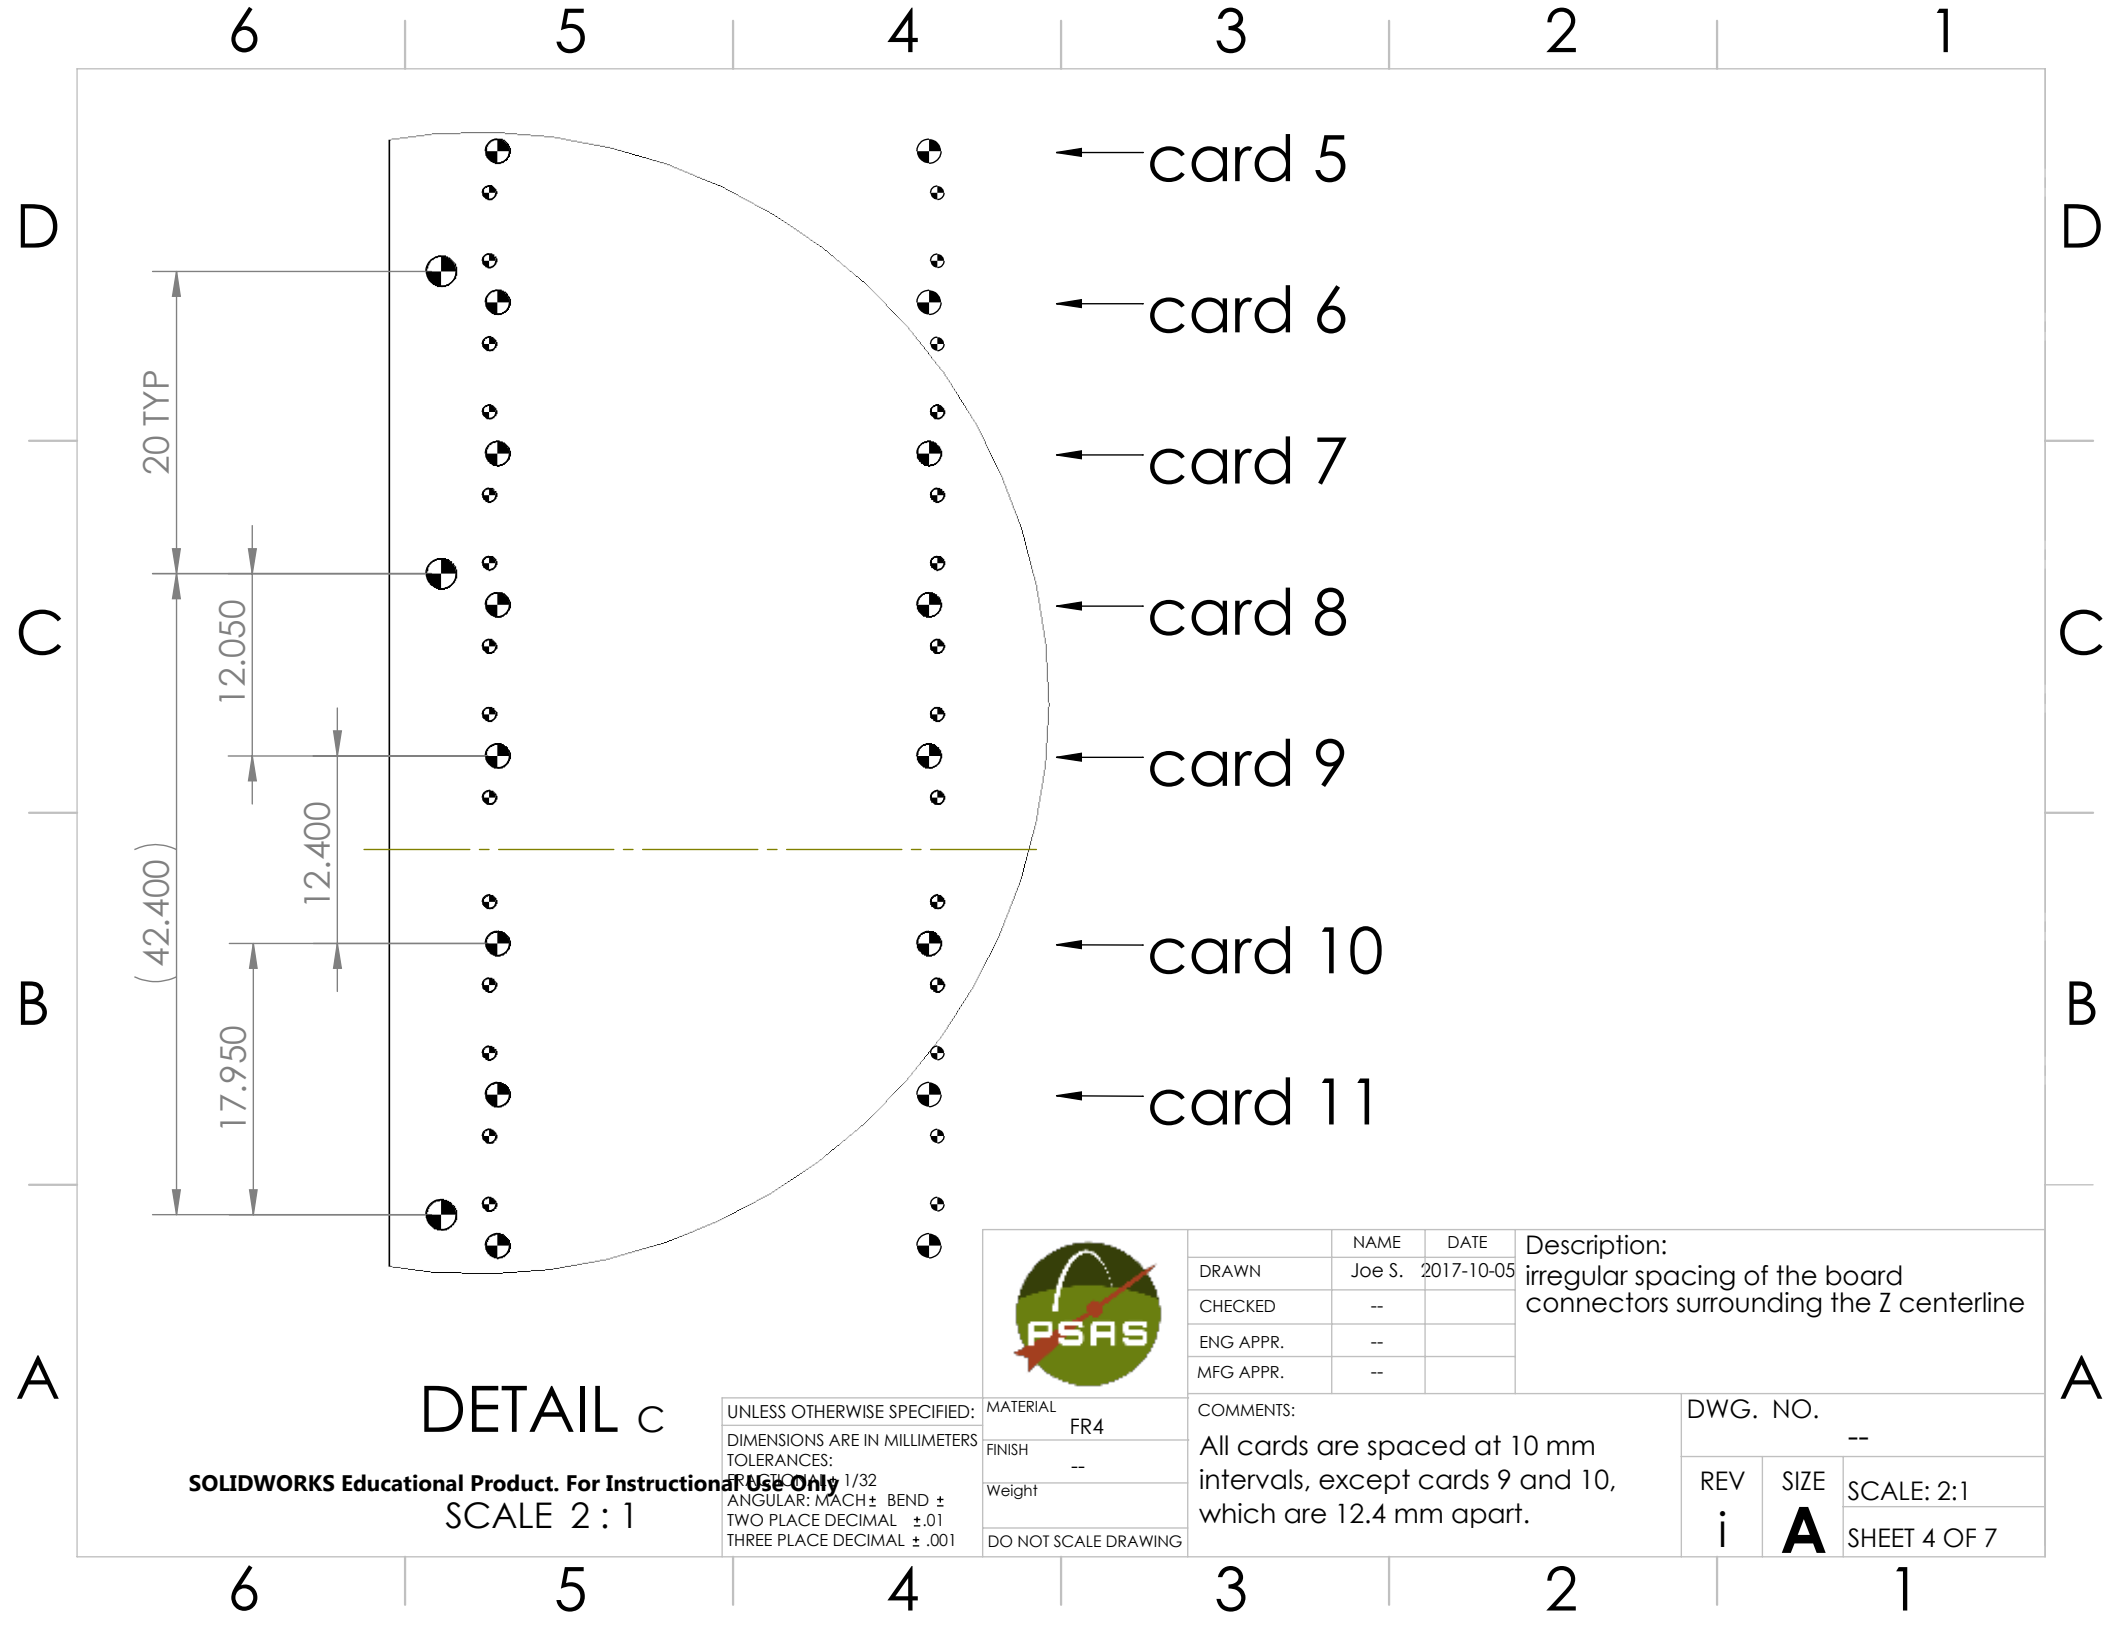 6 5 4 3 2 1
D D
C C
B B
A A
card 5
card 6
card 7
card 8
card 9
card 10
card 11
20 TYP
12.050
12.400
( 42.400 )
17.950
DETAIL C
SOLIDWORKS Educational Product. For Instructional Use Only
SCALE 2 : 1
UNLESS OTHERWISE SPECIFIED:
DIMENSIONS ARE IN MILLIMETERS
TOLERANCES:
FRACTIONAL ± 1/32
ANGULAR: MACH ± BEND ±
TWO PLACE DECIMAL ±.01
THREE PLACE DECIMAL ± .001
PSAS
MATERIAL
FR4
FINISH
--
Weight
DO NOT SCALE DRAWING
NAME DATE
DRAWN Joe S. 2017-10-05
CHECKED --
ENG APPR. --
MFG APPR. --
Description:
irregular spacing of the board
connectors surrounding the Z centerline
COMMENTS:
All cards are spaced at 10 mm
intervals, except cards 9 and 10,
which are 12.4 mm apart.
DWG. NO.
--
REV
i
SIZE
A
SCALE: 2:1
SHEET 4 OF 7
6 5 4 3 2 1